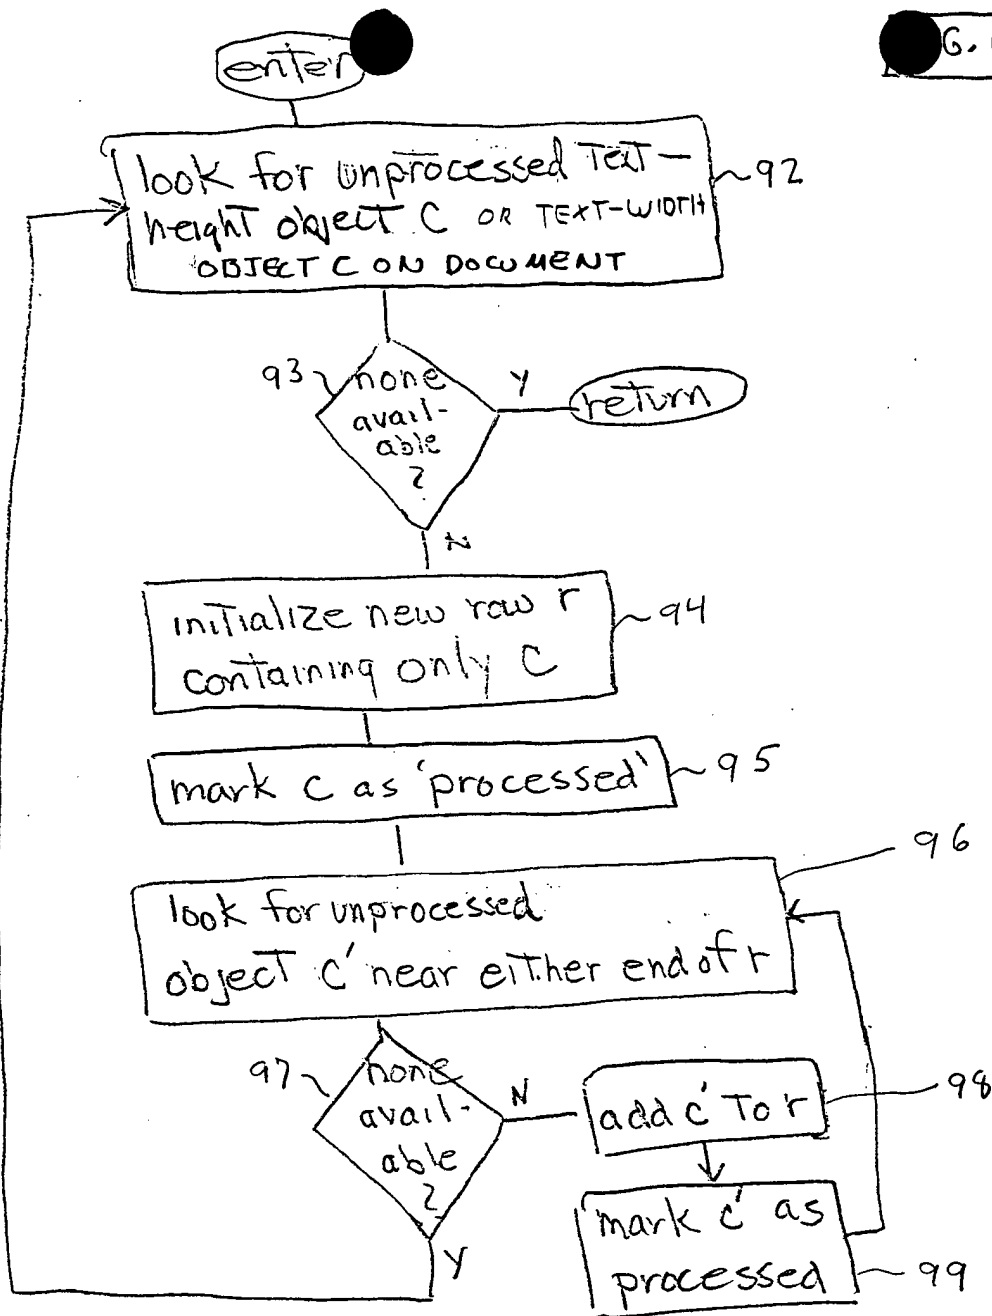 enter
G.
look for unprocessed Text-
height object C OR TEXT-WIDTH
OBJECT C ON DOCUMENT
92
93
none
avail-
able
?
Y
return
N
initialize new row r
containing only C
94
mark C as 'processed'
95
96
look for unprocessed
object C' near either end of r
97
none
avail-
able
?
N
add c' To r
98
mark c' as
processed
99
Y